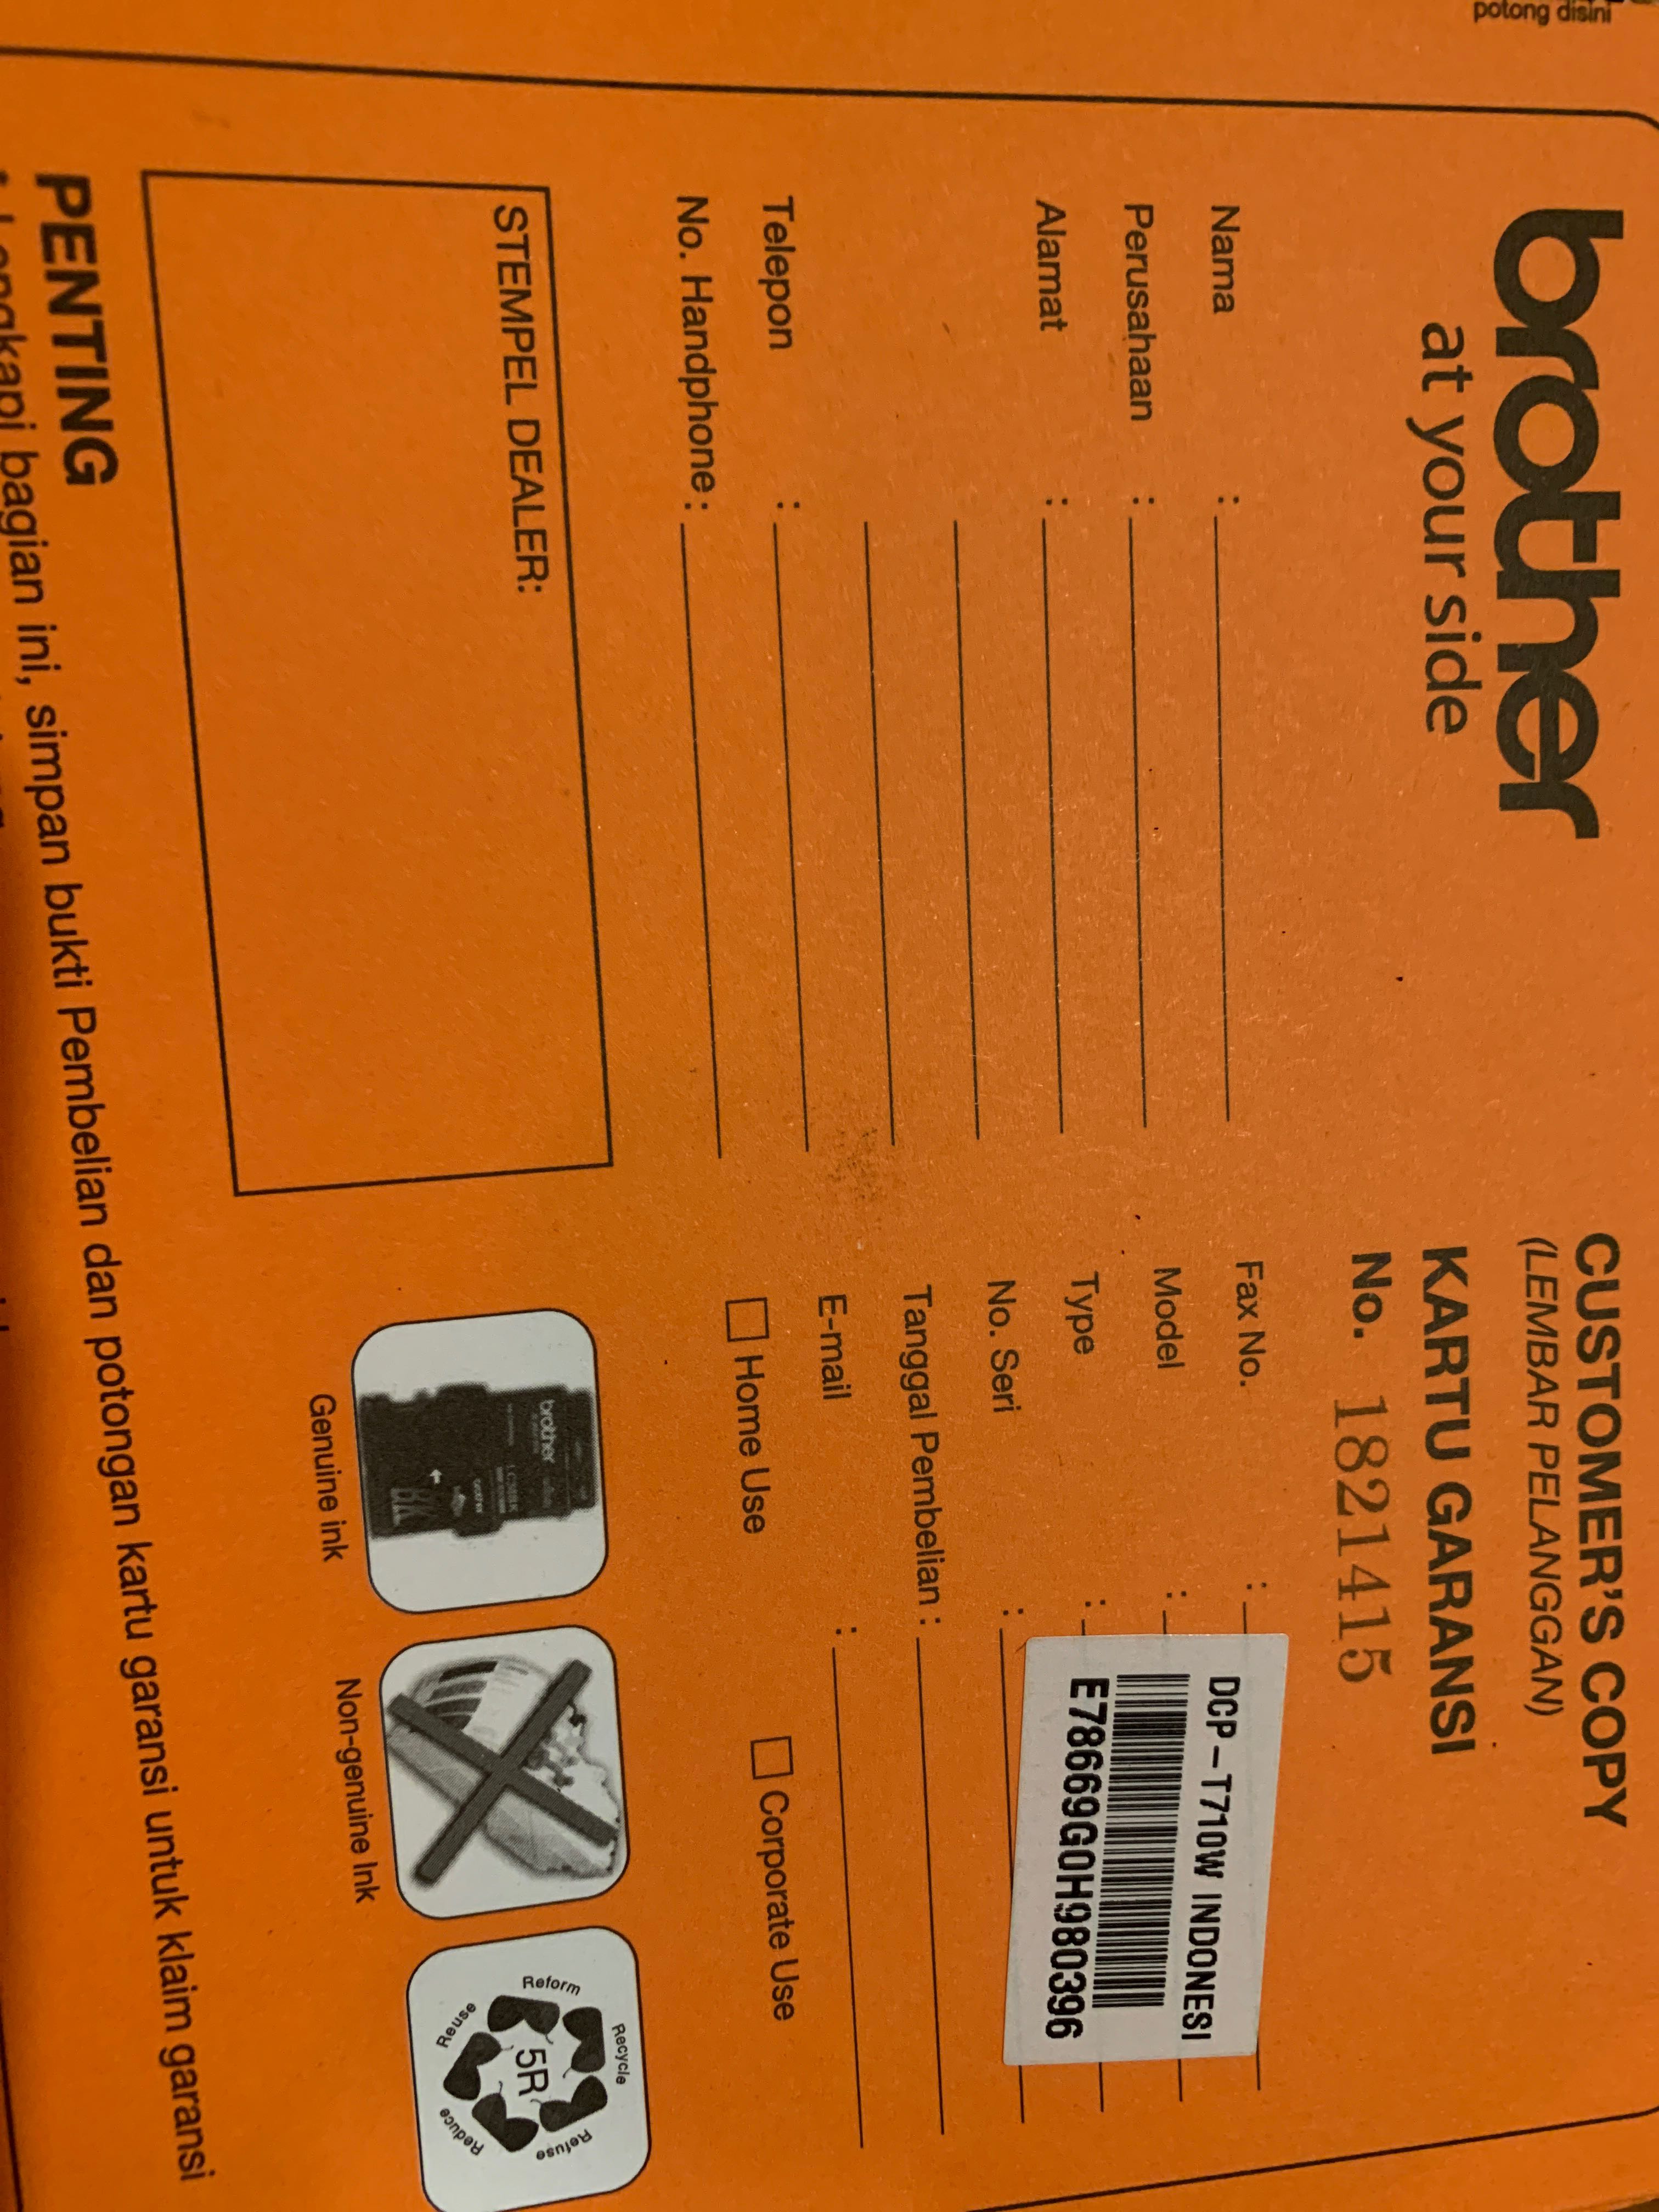 potong disini
brother
at your side
CUSTOMER'S COPY
(LEMBAR PELANGGAN)
KARTU GARANSI
No. 1821415
Nama :
Perusahaan :
Alamat :
Telepon :
No. Handphone :
Fax No. :
Model :
Type :
No. Seri :
Tanggal Pembelian :
E-mail :
DCP-T710W INDONESI
E78669G0H980396
Home Use
Corporate Use
STEMPEL DEALER:
brother
BK
Genuine ink
Non-genuine Ink
5R
Reform
Recycle
Refuse
Reduce
Reuse
PENTING
bagian ini, simpan bukti Pembelian dan potongan kartu garansi untuk klaim garansi